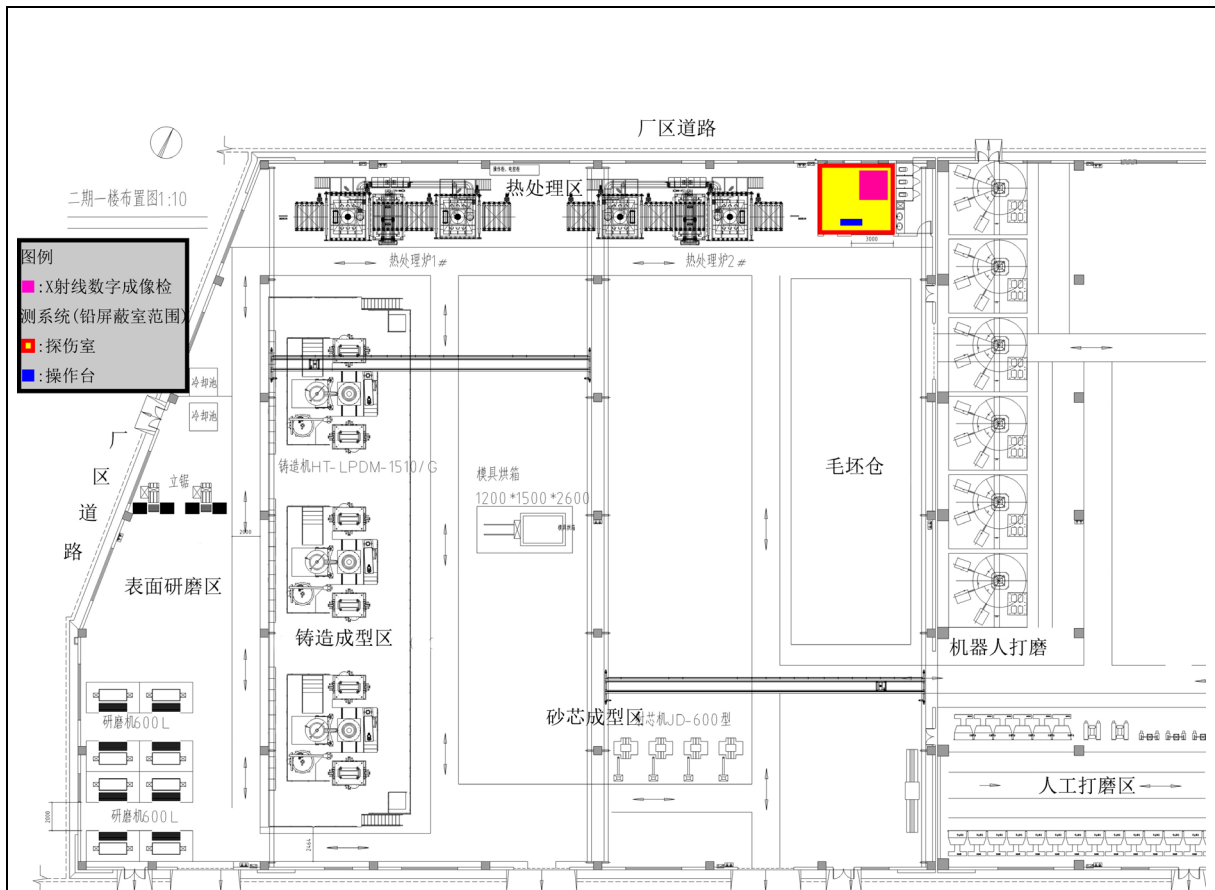 厂区道路
二期一楼布置图1:10
热处理区
3000
图例
:X射线数字成像检
测系统(铅屏蔽室范围)
:探伤室
:操作台
热处理炉1#
热处理炉2#
冷却池
冷却池
厂区道路
立锯
2000
铸造机HT-LPDM-1510/G
模具烘箱
1200*1500*2600
模具烘箱
毛坯仓
表面研磨区
铸造成型区
机器人打磨
研磨机600L
砂芯成型区
芯机JD-600型
人工打磨区
研磨机600L
2000
2464